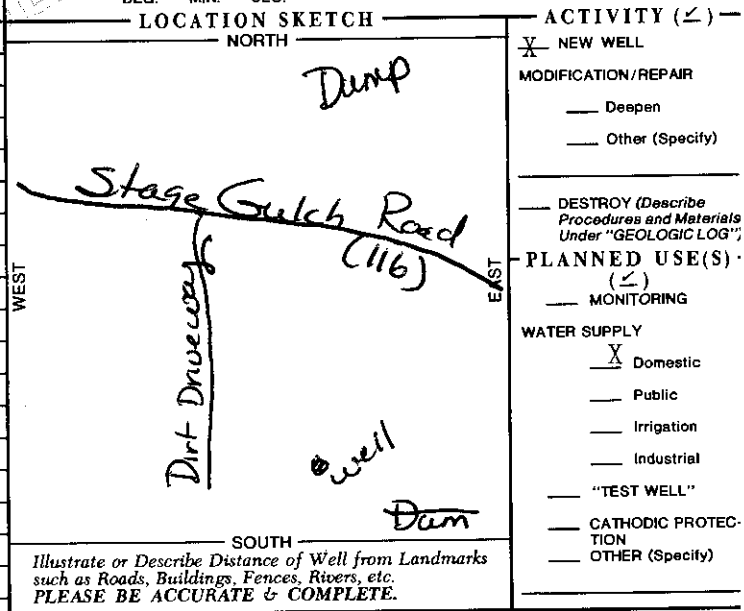 DEG. MIN. SEC.
LOCATION SKETCH
NORTH
Dump
Stage Gulch Road
(116)
WEST
EAST
Dirt Driveway
well
Dam
SOUTH
Illustrate or Describe Distance of Well from Landmarks
such as Roads, Buildings, Fences, Rivers, etc.
PLEASE BE ACCURATE & COMPLETE.
ACTIVITY (✓)
X NEW WELL
MODIFICATION/REPAIR
Deepen
Other (Specify)
DESTROY (Describe
Procedures and Materials
Under "GEOLOGIC LOG")
PLANNED USE(S)
(✓)
MONITORING
WATER SUPPLY
X Domestic
Public
Irrigation
Industrial
"TEST WELL"
CATHODIC PROTEC-
TION
OTHER (Specify)